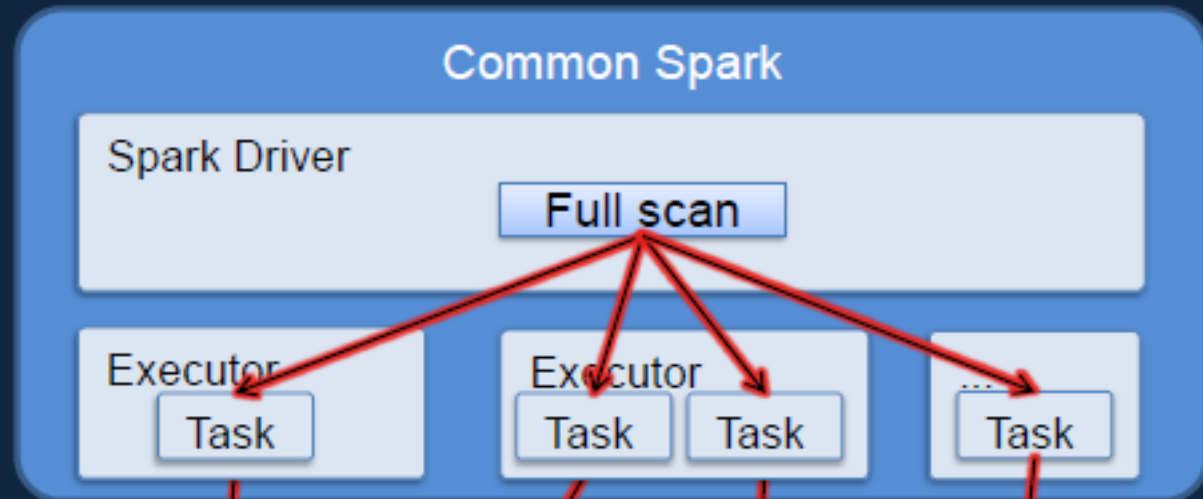 Common Spark
Spark Driver
Full scan
Executor
Executor
...
Task
Task
Task
Task